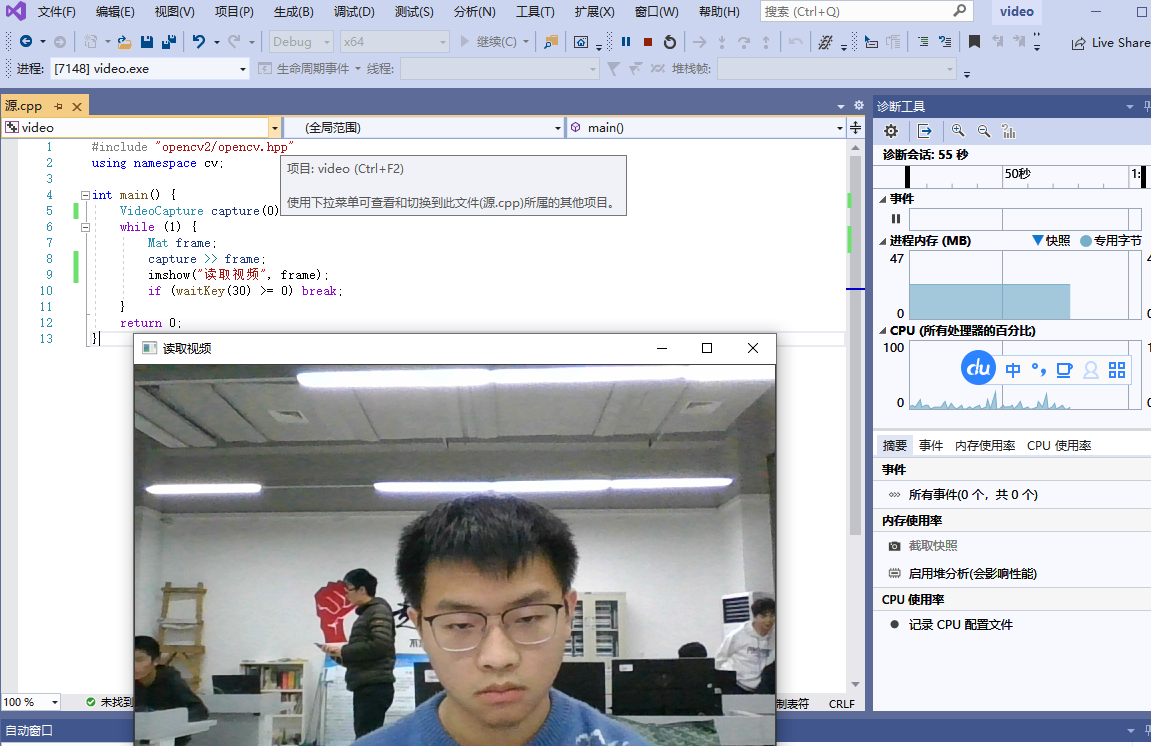 文件(F) 编辑(E) 视图(V) 项目(P) 生成(B) 调试(D) 测试(S) 分析(N) 工具(T) 扩展(X) 窗口(W) 帮助(H) 搜索 (Ctrl+Q) video
Debug x64 继续(C) Live Share
进程: [7148] video.exe 生命周期事件 线程: 堆栈帧:
源.cpp
video (全局范围) main()
1 #include "opencv2/opencv.hpp"
2 using namespace cv;
3
4 int main() {
5 VideoCapture capture(0)
6 while (1) {
7 Mat frame;
8 capture >> frame;
9 imshow("读取视频", frame);
10 if (waitKey(30) >= 0) break;
11 }
12 return 0;
13 }
项目: video (Ctrl+F2)
使用下拉菜单可查看和切换到此文件(源.cpp)所属的其他项目。
读取视频
100 % 未找到
制表符 CRLF
自动窗口
诊断工具
诊断会话: 55 秒
50秒 1:
事件
进程内存 (MB) 快照 专用字节
47
0 0
CPU (所有处理器的百分比)
100 1
0 0
du 中
摘要 事件 内存使用率 CPU 使用率
事件
所有事件(0 个，共 0 个)
内存使用率
截取快照
启用堆分析(会影响性能)
CPU 使用率
记录 CPU 配置文件